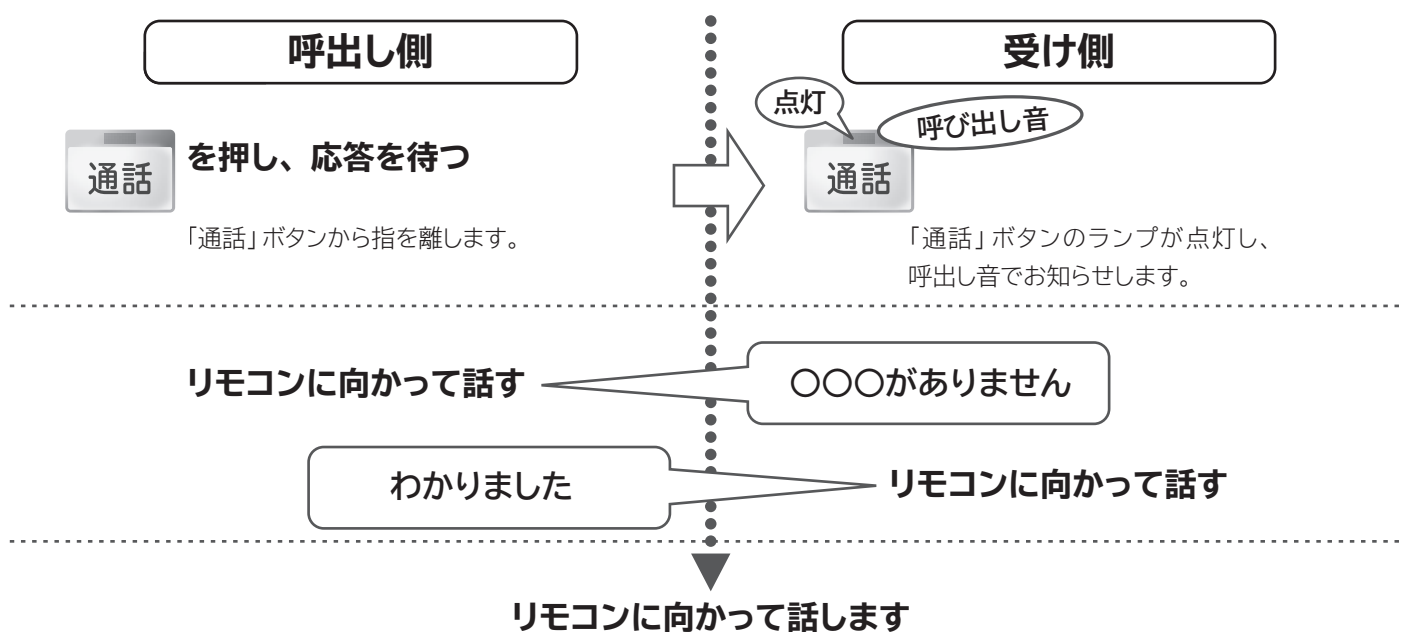 呼出し側
受け側
通話 を押し、応答を待つ
「通話」ボタンから指を離します。
点灯
呼び出し音
通話
「通話」ボタンのランプが点灯し、
呼出し音でお知らせします。
リモコンに向かって話す
〇〇〇がありません
わかりました
リモコンに向かって話す
リモコンに向かって話します